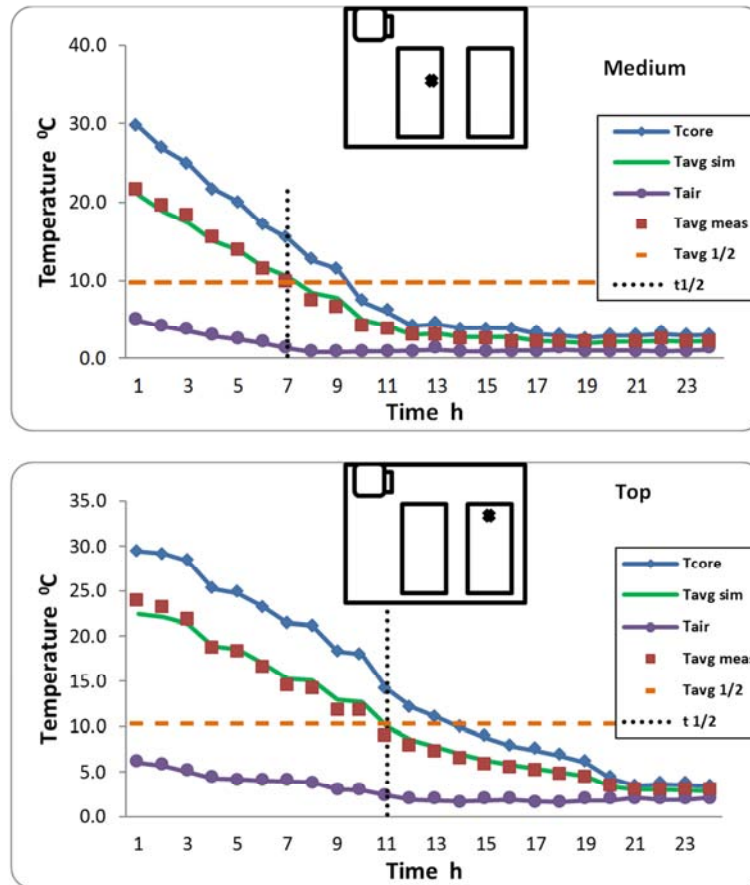 Medium
Temperature ⁰C
40.0
30.0
20.0
10.0
0.0
1 3 5 7 9 11 13 15 17 19 21 23
Time h
Tcore
Tavg sim
Tair
Tavg meas
Tavg 1/2
t1/2
Top
Temperature ⁰C
35.0
30.0
25.0
20.0
15.0
10.0
5.0
0.0
1 3 5 7 9 11 13 15 17 19 21 23
Time h
Tcore
Tavg sim
Tair
Tavg meas
Tavg 1/2
t 1/2